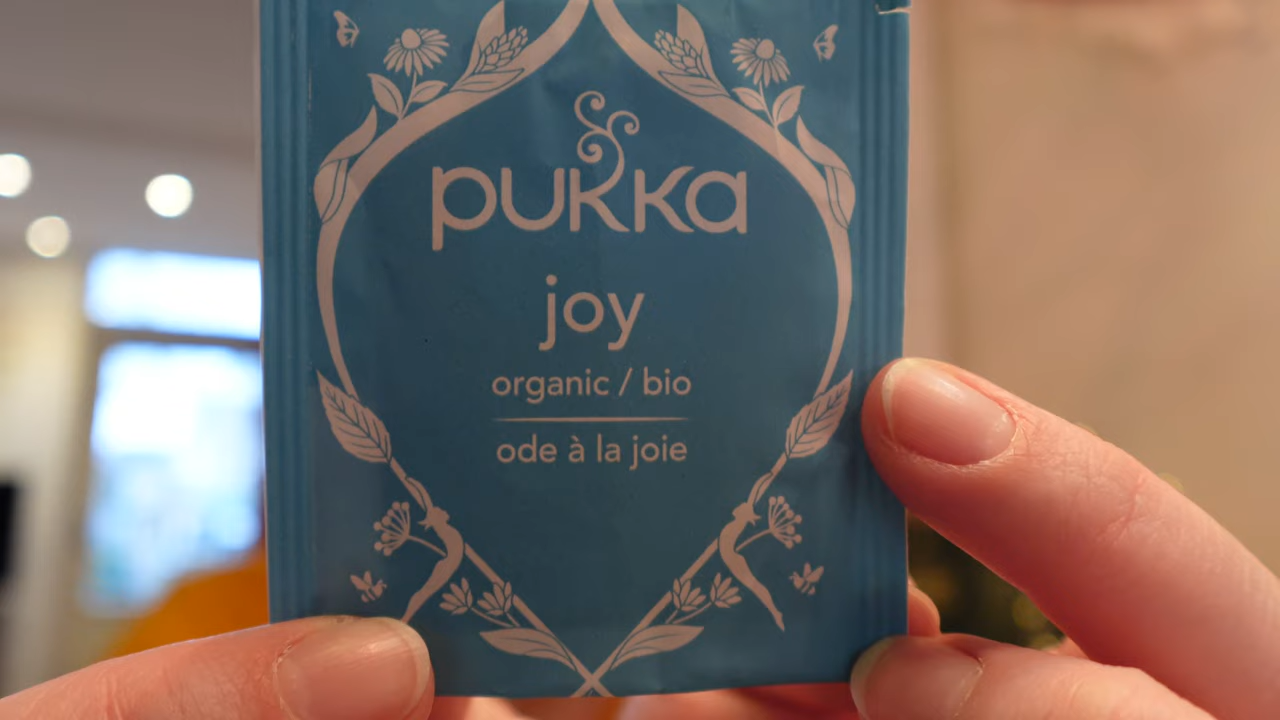 pukka
joy
organic / bio
ode à la joie